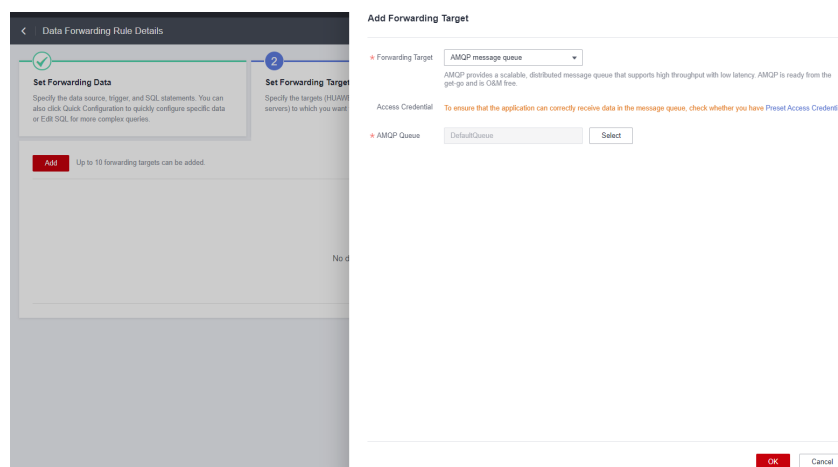 Data Forwarding Rule Details
2
Set Forwarding Data
Specify the data source, trigger, and SQL statements. You can
also click Quick Configuration to quickly configure specific data
or Edit SQL for more complex queries.
Set Forwarding Target
Specify the targets (HUAW
servers) to which you want
Add
Up to 10 forwarding targets can be added.
No d
Add Forwarding Target
* Forwarding Target
AMQP message queue
AMQP provides a scalable, distributed message queue that supports high throughput with low latency. AMQP is ready from the
get-go and is O&M free.
Access Credential
To ensure that the application can correctly receive data in the message queue, check whether you have Preset Access Credenti
* AMQP Queue
DefaultQueue
Select
OK
Cancel